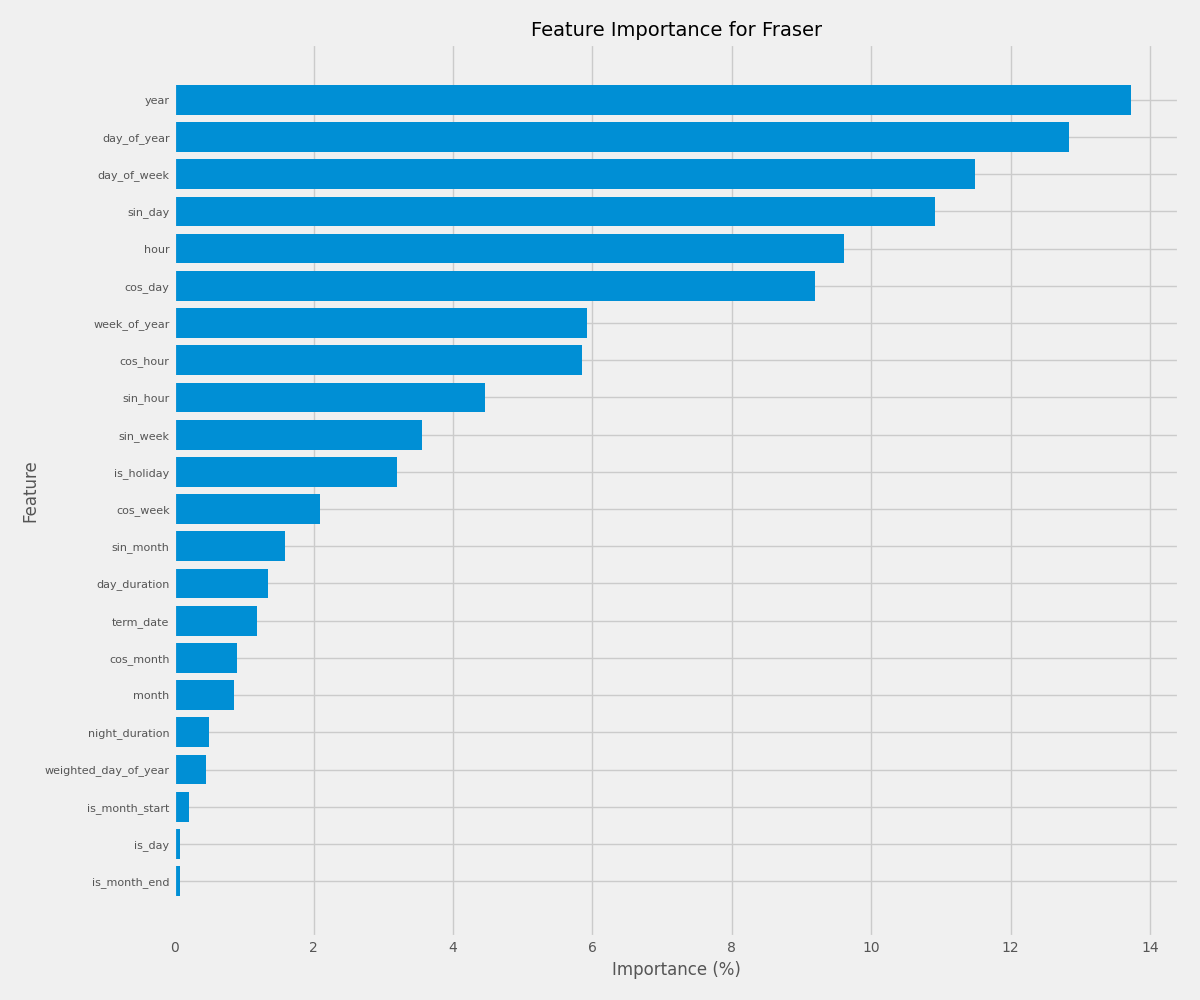 Feature Importance for Fraser
year
day_of_year
day_of_week
sin_day
hour
cos_day
week_of_year
cos_hour
sin_hour
sin_week
is_holiday
cos_week
sin_month
day_duration
term_date
cos_month
month
night_duration
weighted_day_of_year
is_month_start
is_day
is_month_end
Feature
0 2 4 6 8 10 12 14
Importance (%)